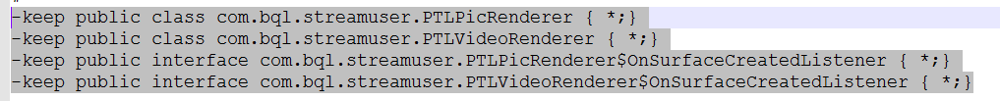 -keep public class com.bql.streamuser.PTLPicRenderer { *;}
-keep public class com.bql.streamuser.PTLVideoRenderer { *;}
-keep public interface com.bql.streamuser.PTLPicRenderer$OnSurfaceCreatedListener { *;}
-keep public interface com.bql.streamuser.PTLVideoRenderer$OnSurfaceCreatedListener { *;}